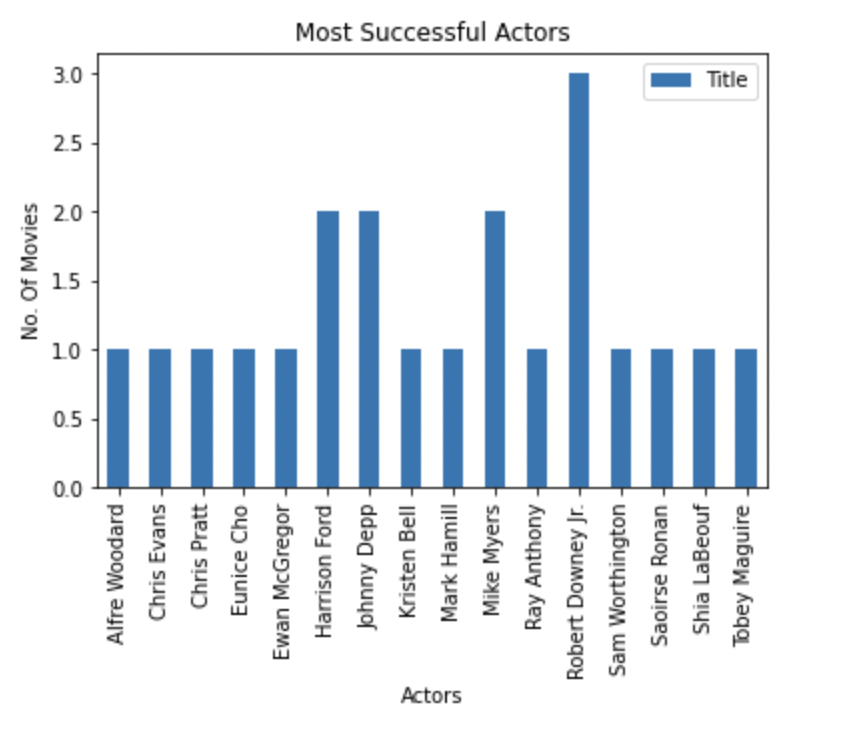 Most Successful Actors
Title
3.0
2.5
2.0
1.5
1.0
0.5
0.0
No. Of Movies
Alfre Woodard
Chris Evans
Chris Pratt
Eunice Cho
Ewan McGregor
Harrison Ford
Johnny Depp
Kristen Bell
Mark Hamill
Mike Myers
Ray Anthony
Robert Downey Jr.
Sam Worthington
Saoirse Ronan
Shia LaBeouf
Tobey Maguire
Actors